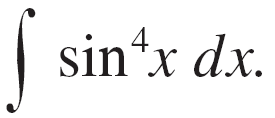 ∫ sin⁴x dx.